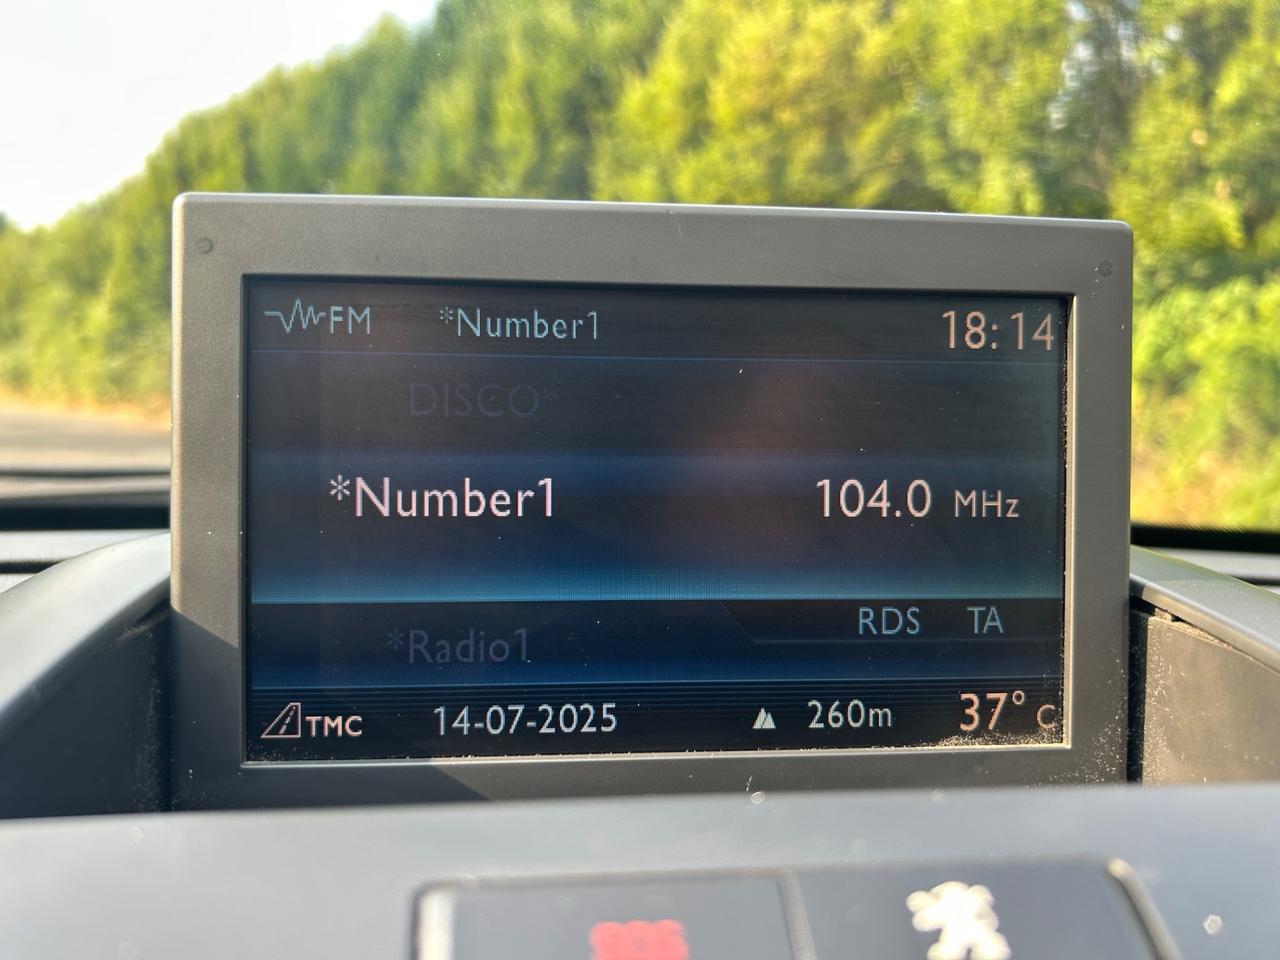 FM *Number1 18:14
*DISCO*
*Number1 104.0 MHz
RDS TA
*Radio1
TMC 14-07-2025 260m 37° C